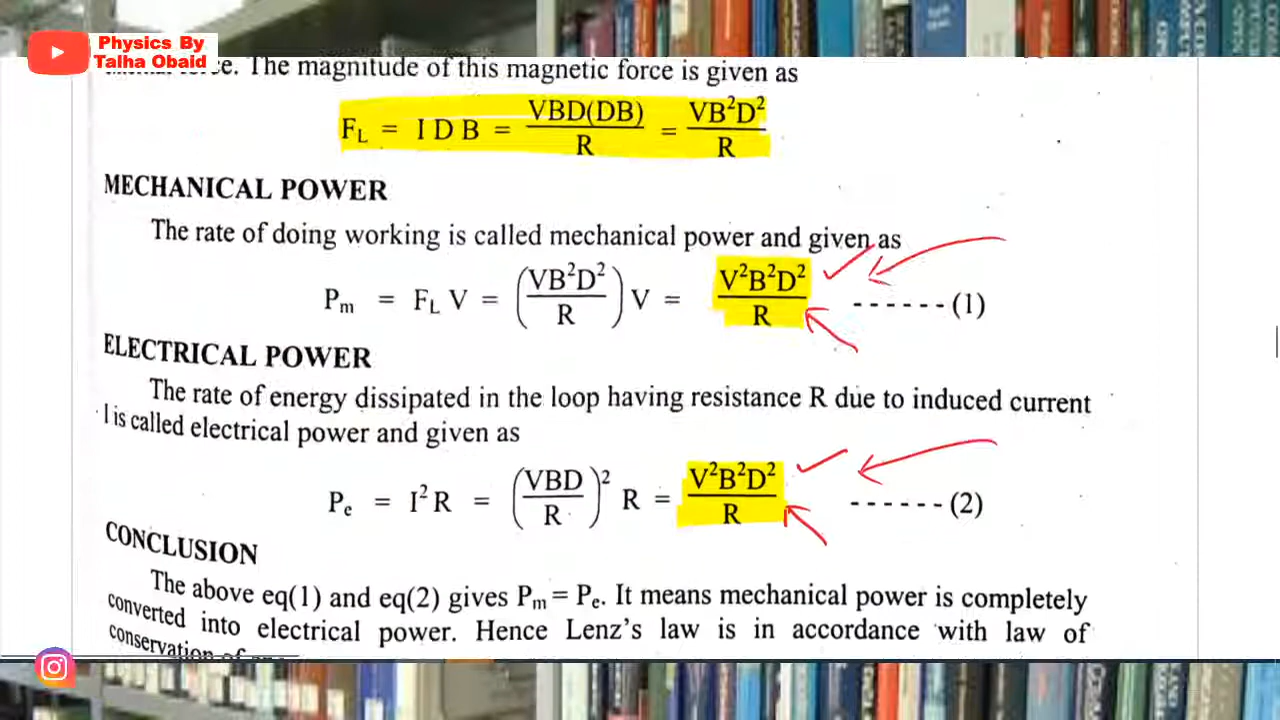 Physics By
Talha Obaid
force. The magnitude of this magnetic force is given as
F_L = I D B = VBD(DB)/R = VB²D²/R
MECHANICAL POWER
The rate of doing working is called mechanical power and given as
P_m = F_L V = (VB²D²/R) V = V²B²D²/R ------(1)
ELECTRICAL POWER
The rate of energy dissipated in the loop having resistance R due to induced current
I is called electrical power and given as
P_e = I² R = (VBD/R)² R = V²B²D²/R ------(2)
CONCLUSION
The above eq(1) and eq(2) gives P_m = P_e. It means mechanical power is completely
converted into electrical power. Hence Lenz's law is in accordance with law of
conservation of